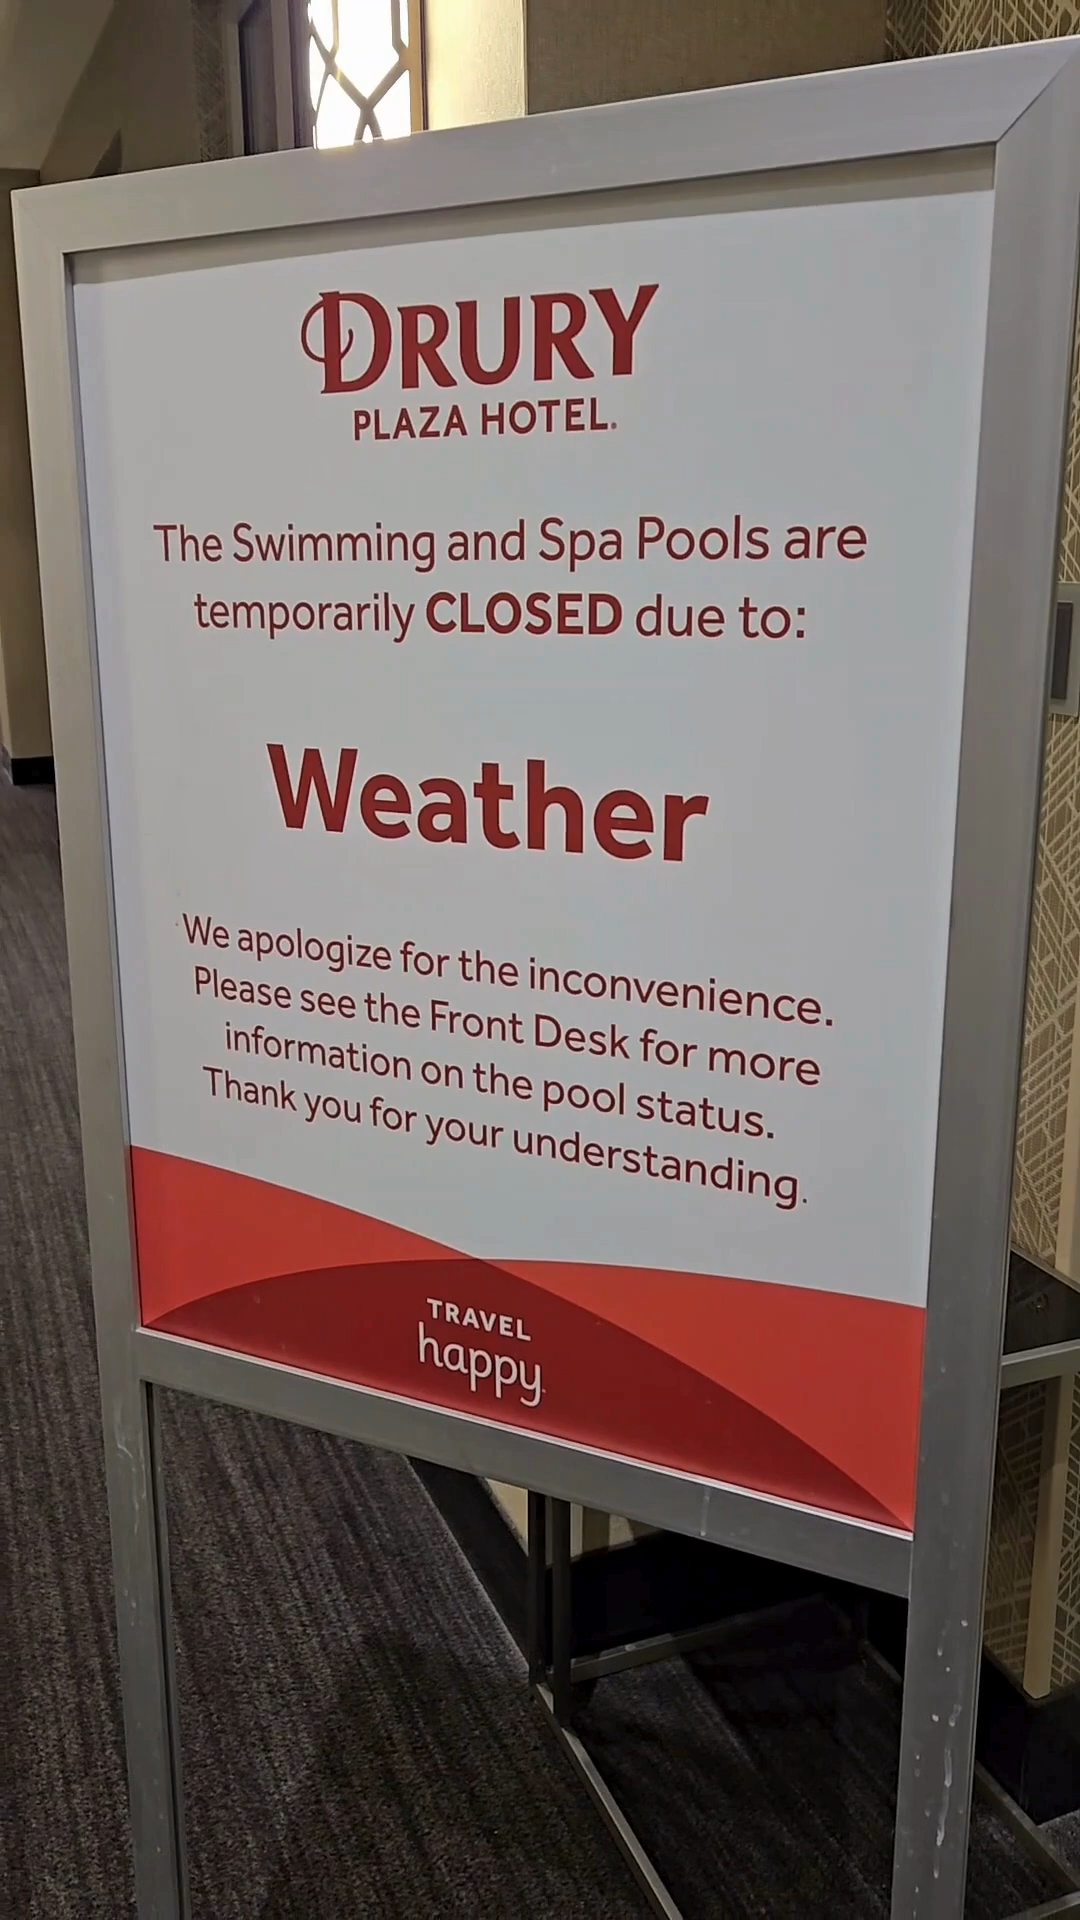 DRURY
PLAZA HOTEL.
The Swimming and Spa Pools are
temporarily CLOSED due to:
Weather
We apologize for the inconvenience.
Please see the Front Desk for more
information on the pool status.
Thank you for your understanding.
TRAVEL
happy.